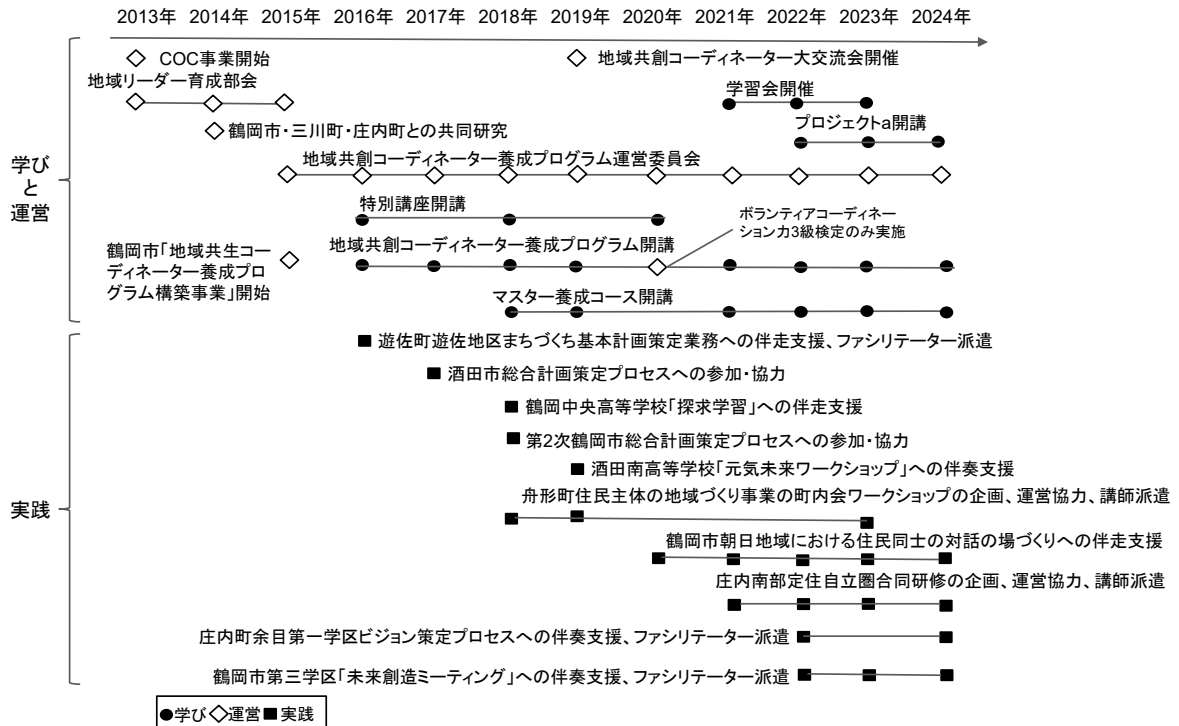 2013年 2014年 2015年 2016年 2017年 2018年 2019年 2020年 2021年 2022年 2023年 2024年
学び
と
運営
COC事業開始
地域共創コーディネーター大交流会開催
地域リーダー育成部会
学習会開催
鶴岡市・三川町・庄内町との共同研究
プロジェクトa開講
地域共創コーディネーター養成プログラム運営委員会
特別講座開講
ボランティアコーディネー
ション力3級検定のみ実施
鶴岡市「地域共生コー
ディネーター養成プロ
グラム構築事業」開始
地域共創コーディネーター養成プログラム開講
マスター養成コース開講
実践
遊佐町遊佐地区まちづくち基本計画策定業務への伴走支援、ファシリテーター派遣
酒田市総合計画策定プロセスへの参加・協力
鶴岡中央高等学校「探求学習」への伴走支援
第2次鶴岡市総合計画策定プロセスへの参加・協力
酒田南高等学校「元気未来ワークショップ」への伴奏支援
舟形町住民主体の地域づくり事業の町内会ワークショップの企画、運営協力、講師派遣
鶴岡市朝日地域における住民同士の対話の場づくりへの伴走支援
庄内南部定住自立圏合同研修の企画、運営協力、講師派遣
庄内町余目第一学区ビジョン策定プロセスへの伴奏支援、ファシリテーター派遣
鶴岡市第三学区「未来創造ミーティング」への伴奏支援、ファシリテーター派遣
●学び ◇運営 ■実践